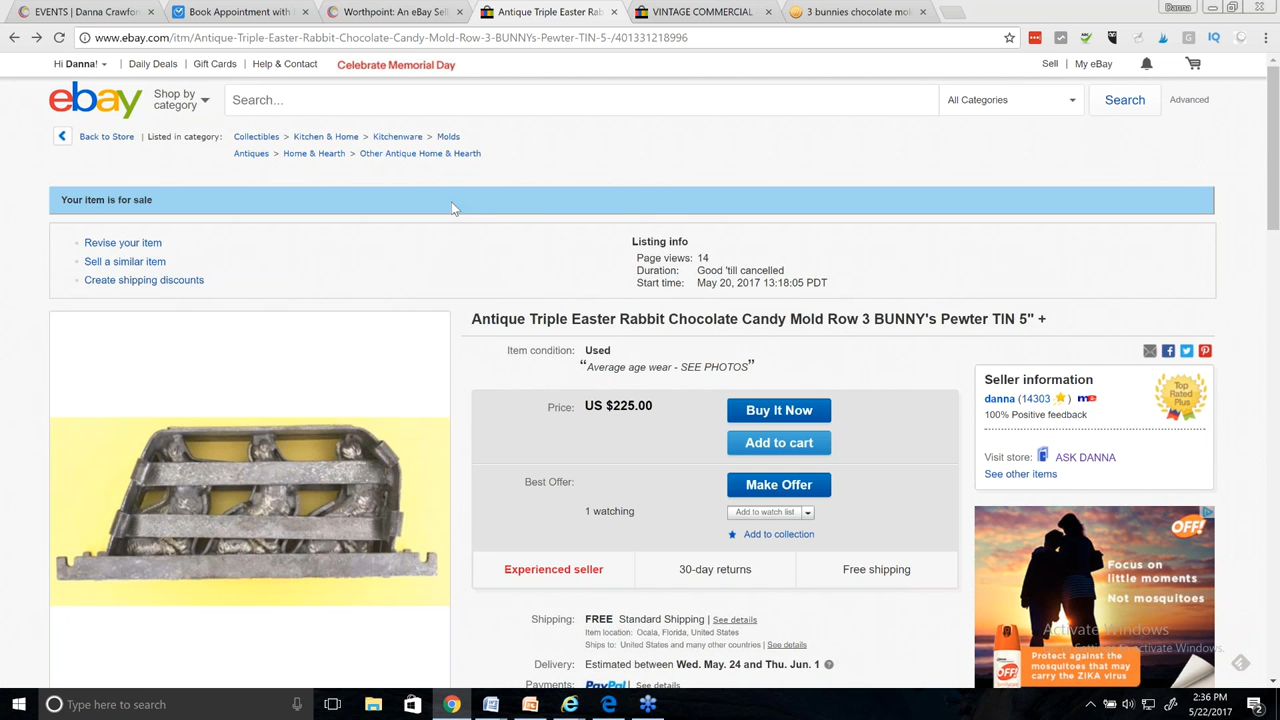 EVENTS | Danna Crawfor
Book Appointment with
Worthpoint: An eBay Sell
Antique Triple Easter Rab
VINTAGE COMMERCIAL
3 bunnies chocolate mol
Danna
www.ebay.com/itm/Antique-Triple-Easter-Rabbit-Chocolate-Candy-Mold-Row-3-BUNNYs-Pewter-TIN-5-/401331218996
Hi Danna!
Daily Deals
Gift Cards
Help & Contact
Celebrate Memorial Day
Sell
My eBay
ebay
Shop by category
Search...
All Categories
Search
Advanced
Back to Store | Listed in category:
Collectibles > Kitchen & Home > Kitchenware > Molds
Antiques > Home & Hearth > Other Antique Home & Hearth
Your item is for sale
Revise your item
Sell a similar item
Create shipping discounts
Listing info
Page views: 14
Duration: Good 'till cancelled
Start time: May 20, 2017 13:18:05 PDT
Antique Triple Easter Rabbit Chocolate Candy Mold Row 3 BUNNY's Pewter TIN 5" +
Item condition: Used
“Average age wear - SEE PHOTOS”
Price: US $225.00
Buy It Now
Add to cart
Best Offer:
Make Offer
1 watching
Add to watch list
Add to collection
Experienced seller
30-day returns
Free shipping
Shipping: FREE Standard Shipping | See details
Item location: Ocala, Florida, United States
Ships to: United States and many other countries | See details
Delivery: Estimated between Wed. May. 24 and Thu. Jun. 1
Payments: PayPal | See details
Seller information
danna (14303 ) me
100% Positive feedback
Top Rated Plus
Visit store: ASK DANNA
See other items
OFF!
Focus on
little moments
Not mosquitoes
Protect against the
mosquitoes that may
carry the ZIKA virus
Activate Windows
Settings to activate Windows.
Type here to search
2:36 PM
5/22/2017
2